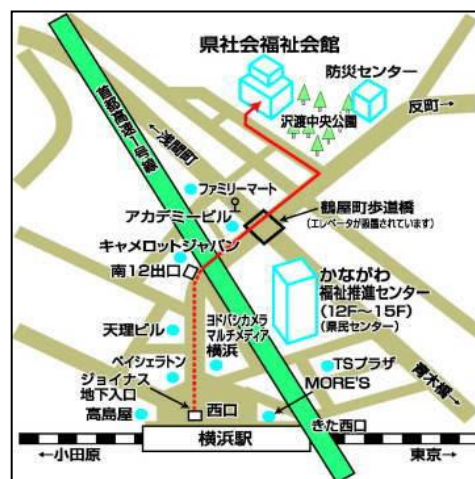 県社会福祉会館
防災センター
沢渡中央公園
反町→
首都高速一号線
←浅間町
ファミリーマート
アカデミービル
鶴屋町歩道橋
(エレベータが設置されています)
キャメロットジャパン
南12出口
かながわ
福祉推進センター
(12F〜15F)
(県民センター)
天理ビル
ヨドバシカメラ
マルチメディア
横浜
ベイシェラトン
TSプラザ
青木橋→
ジョイナス
地下入口
西口
MORE'S
高島屋
きた西口
横浜駅
←小田原
東京→